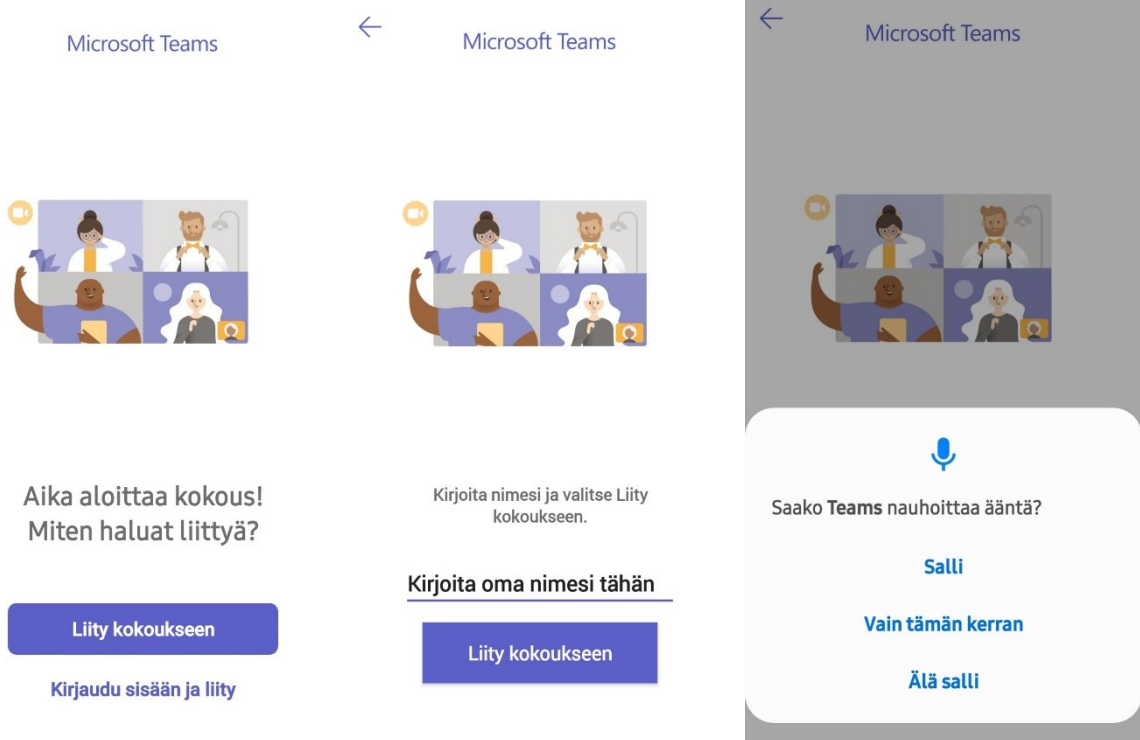 Microsoft Teams
Aika aloittaa kokous!
Miten haluat liittyä?
Liity kokoukseen
Kirjaudu sisään ja liity
Microsoft Teams
Kirjoita nimesi ja valitse Liity
kokoukseen.
Kirjoita oma nimesi tähän
Liity kokoukseen
Microsoft Teams
Saako Teams nauhoittaa ääntä?
Salli
Vain tämän kerran
Älä salli